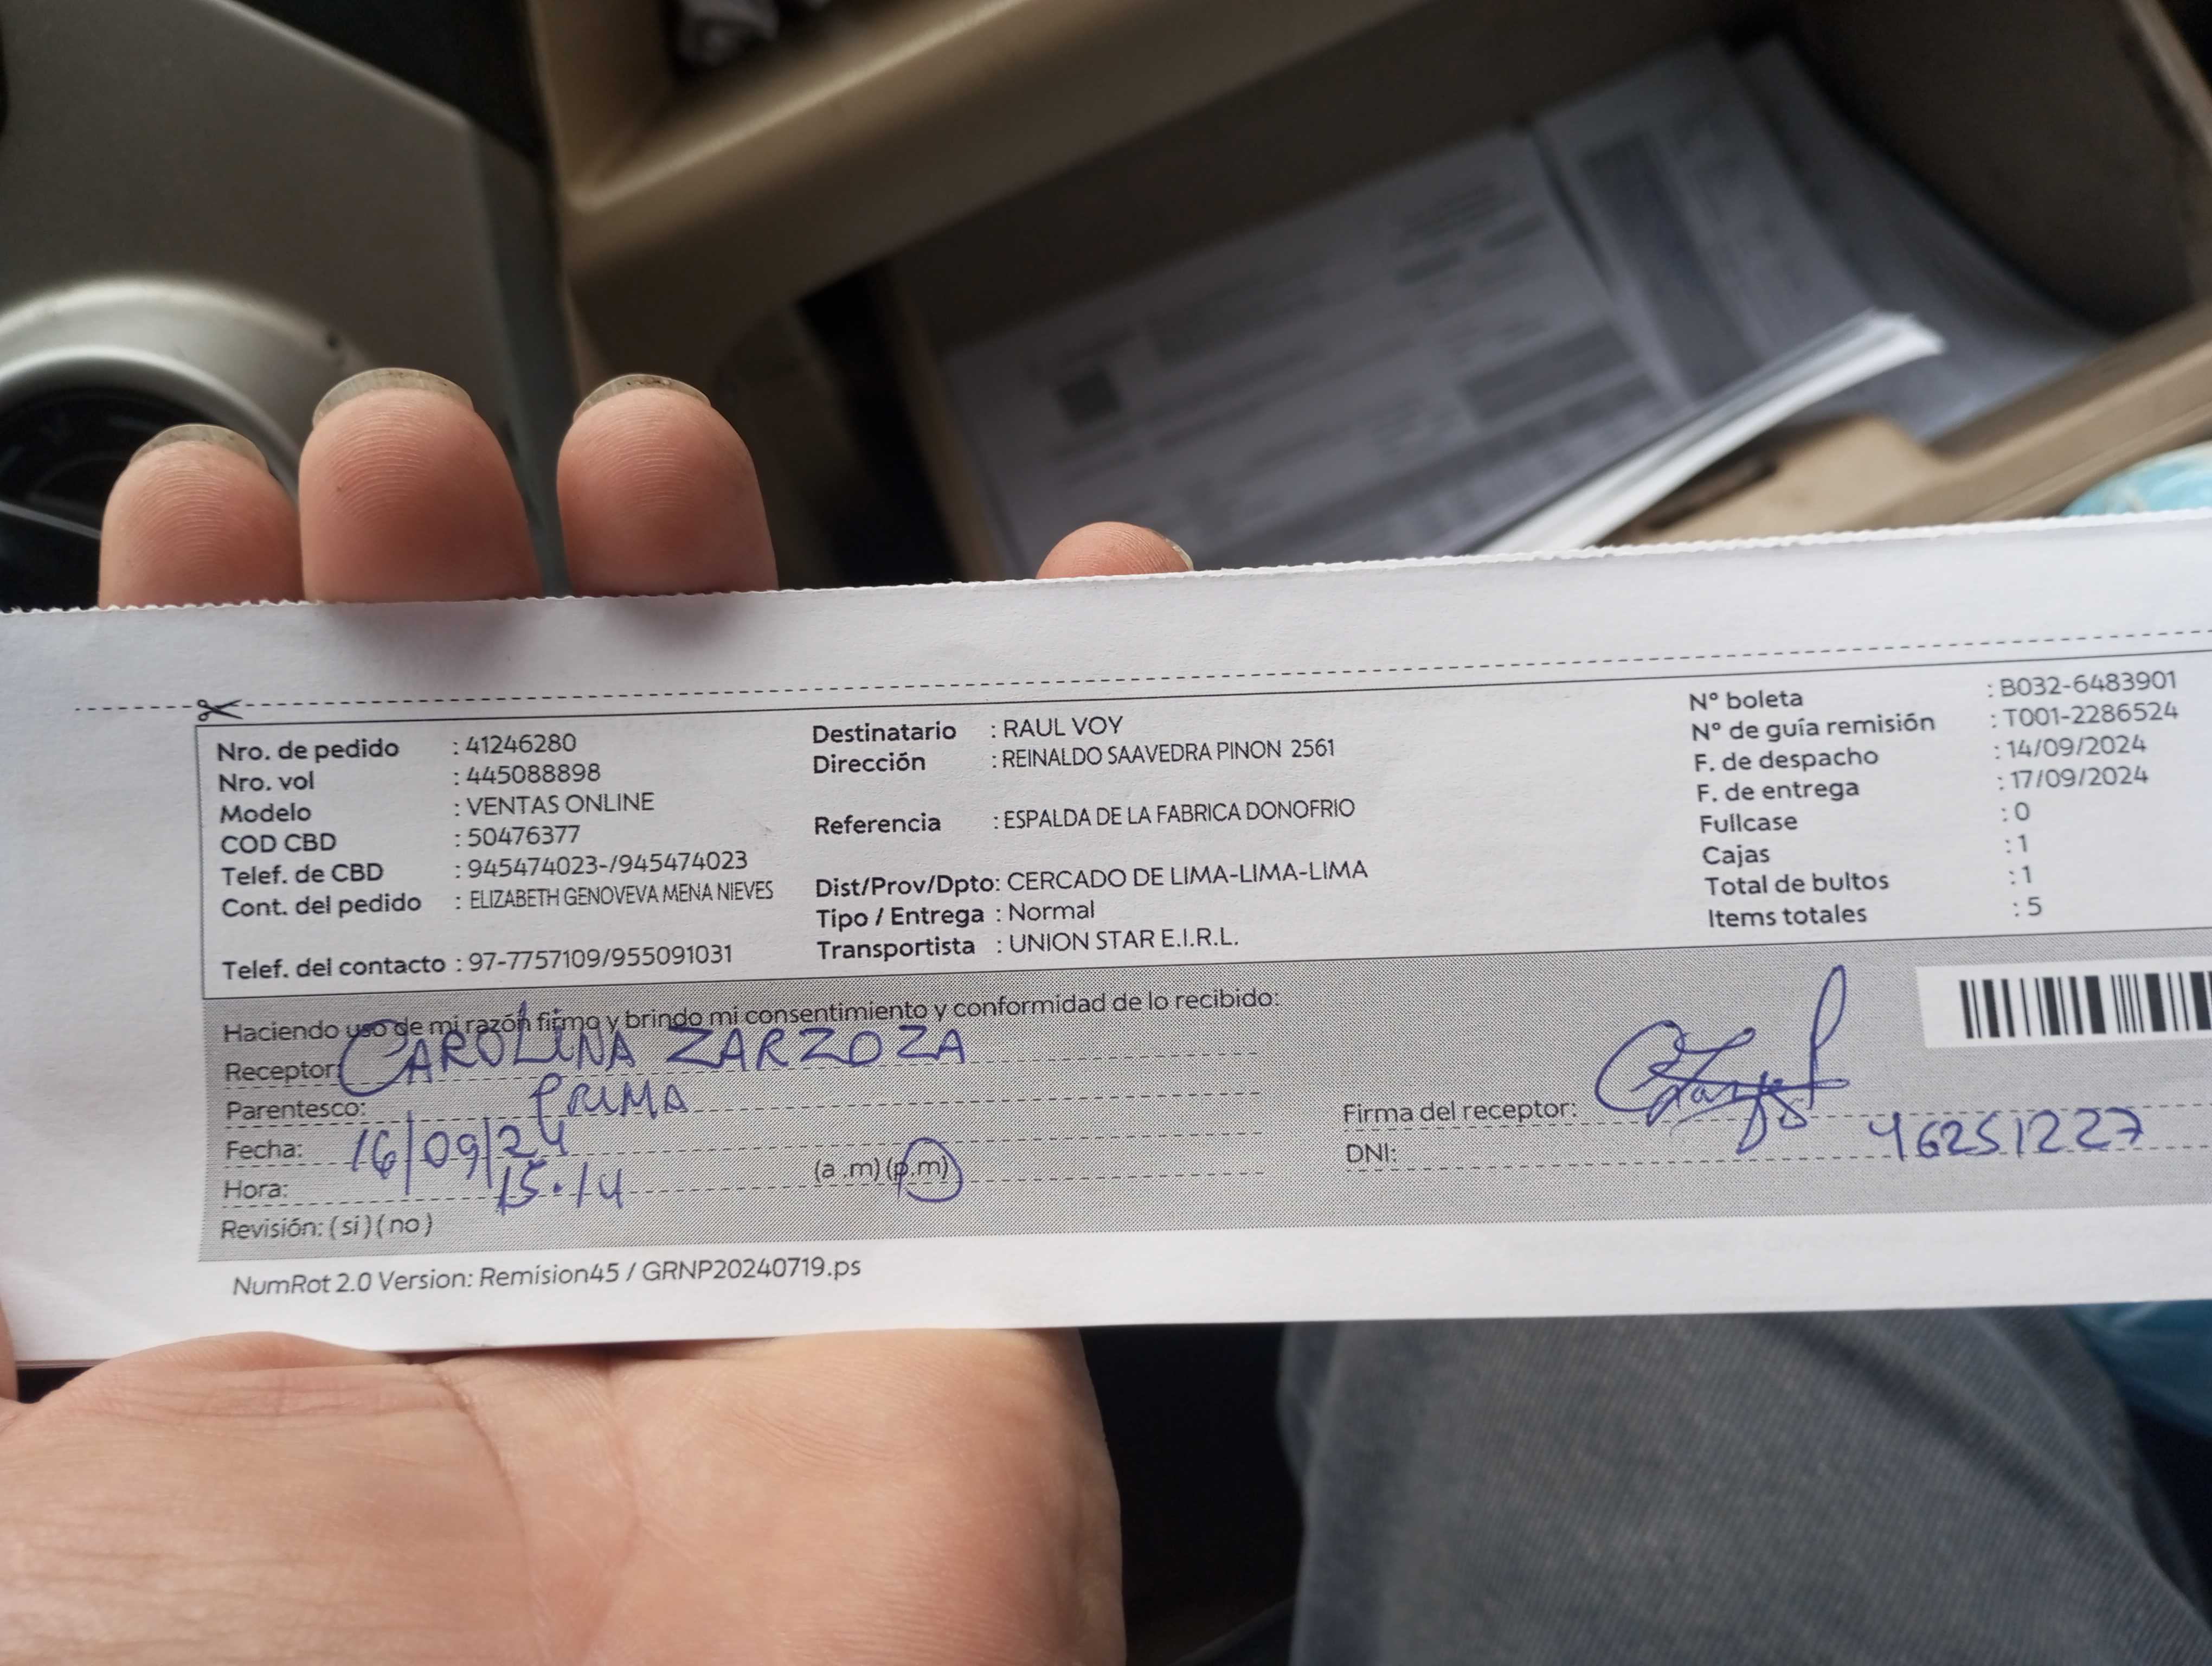 Nro. de pedido : 41246280
Nro. vol : 445088898
Modelo : VENTAS ONLINE
COD CBD : 50476377
Telef. de CBD : 945474023-/945474023
Cont. del pedido : ELIZABETH GENOVEVA MENA NIEVES
Telef. del contacto : 97-7757109/955091031
Destinatario : RAUL VOY
Dirección : REINALDO SAAVEDRA PINON 2561
Referencia : ESPALDA DE LA FABRICA DONOFRIO
Dist/Prov/Dpto: CERCADO DE LIMA-LIMA-LIMA
Tipo / Entrega : Normal
Transportista : UNION STAR E.I.R.L.
N° boleta : B032-6483901
N° de guía remisión : T001-2286524
F. de despacho : 14/09/2024
F. de entrega : 17/09/2024
Fullcase : 0
Cajas : 1
Total de bultos : 1
Items totales : 5
Haciendo uso de mi razón firmo y brindo mi consentimiento y conformidad de lo recibido:
Receptor: CAROLINA ZARZOZA
Parentesco: PRIMA
Fecha: 16/09/24
Hora: 15.14 (a .m) (p.m)
Revisión: ( si ) ( no )
Firma del receptor:
DNI: 46251227
NumRot 2.0 Version: Remision45 / GRNP20240719.ps